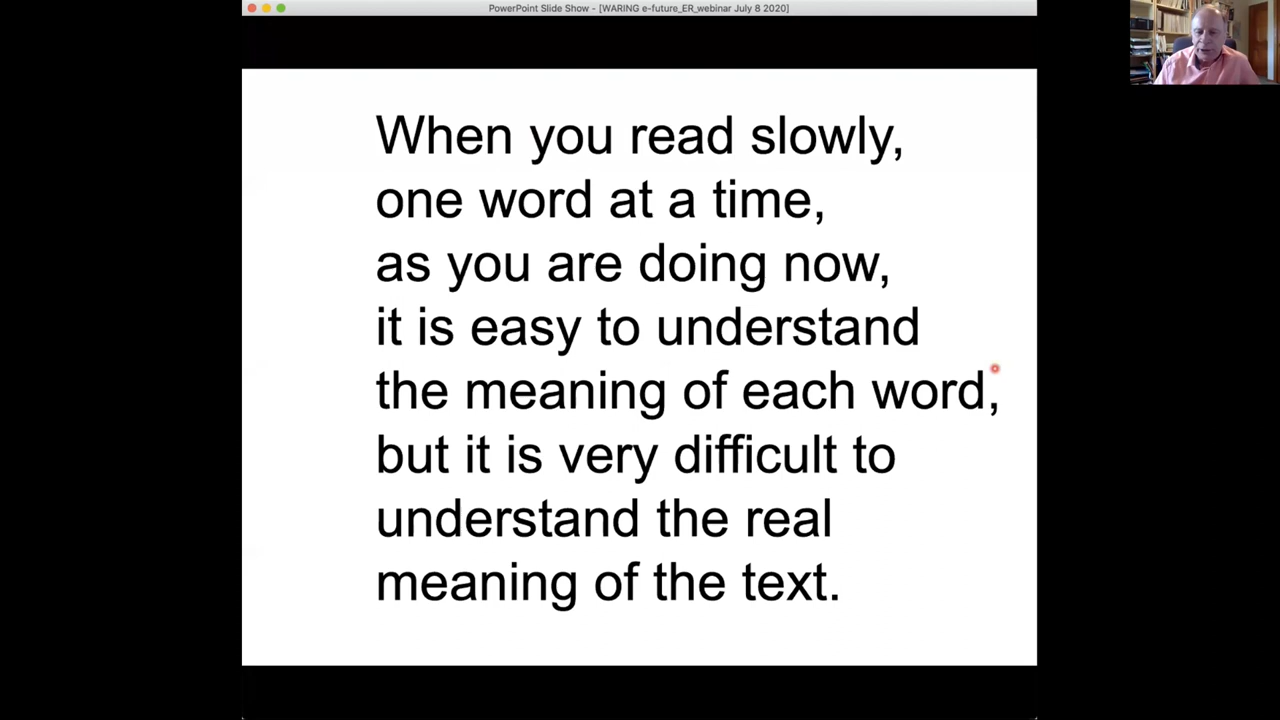 PowerPoint Slide Show - [WARING e-future_ER_webinar July 8 2020]
When you read slowly,
one word at a time,
as you are doing now,
it is easy to understand
the meaning of each word,
but it is very difficult to
understand the real
meaning of the text.